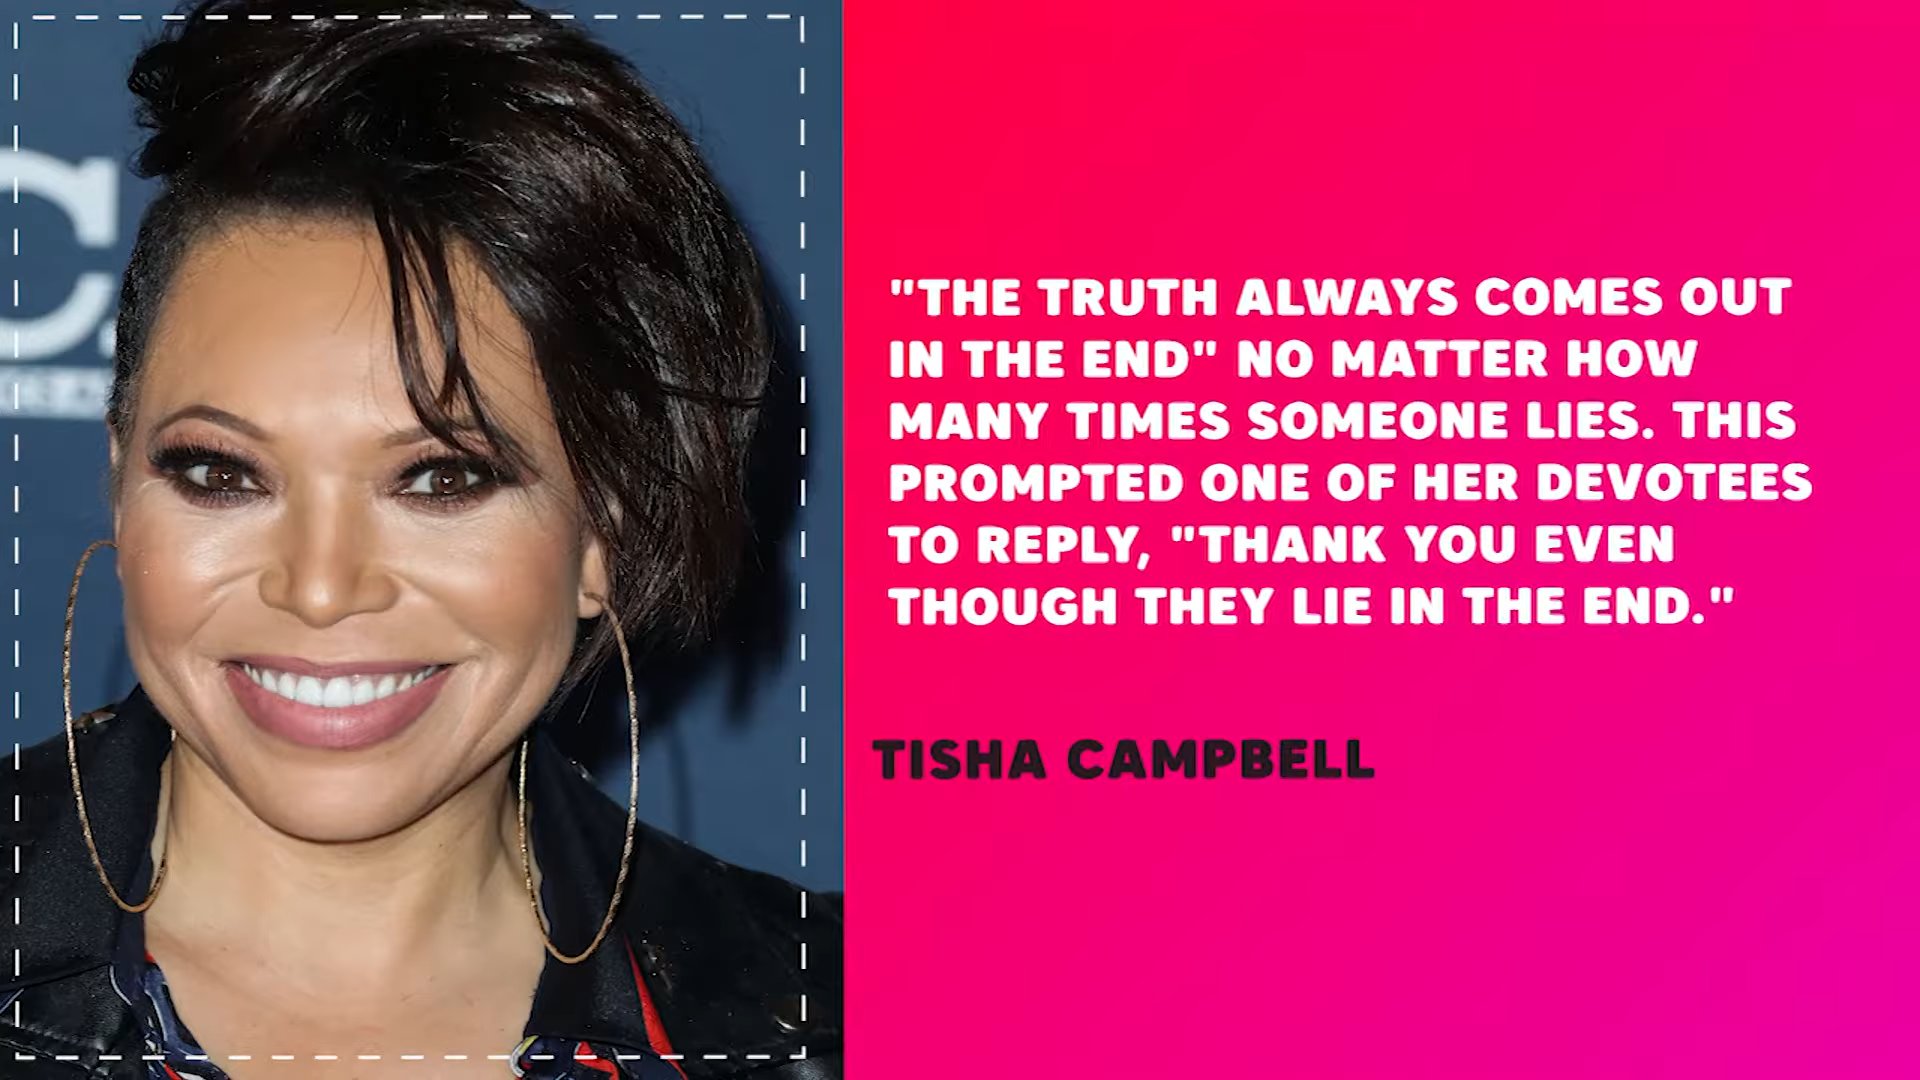 C.
"THE TRUTH ALWAYS COMES OUT
IN THE END" NO MATTER HOW
MANY TIMES SOMEONE LIES. THIS
PROMPTED ONE OF HER DEVOTEES
TO REPLY, "THANK YOU EVEN
THOUGH THEY LIE IN THE END."
TISHA CAMPBELL